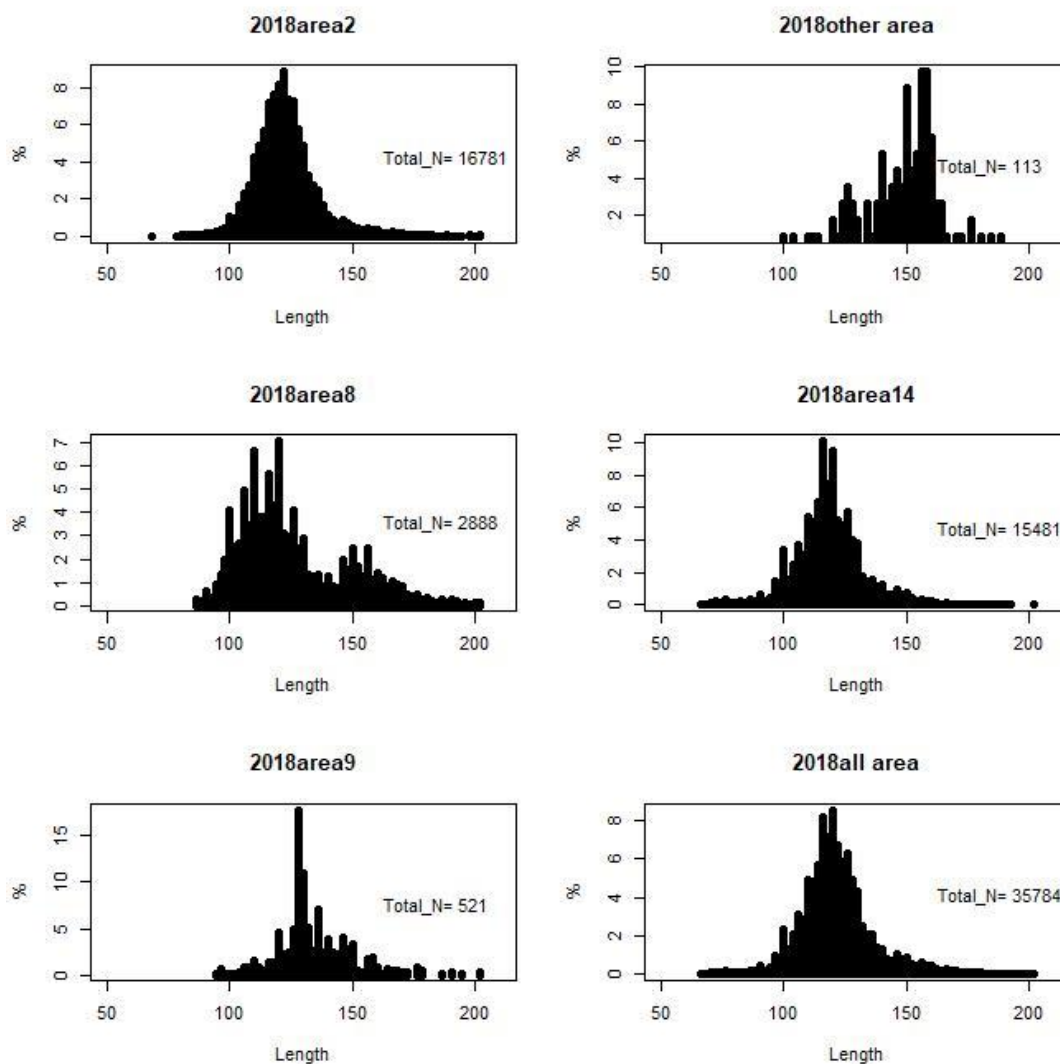 2018area2
%
8
6
4
2
0
Total_N= 16781
50 100 150 200
Length
2018other area
%
10
8
6
4
2
Total_N= 113
50 100 150 200
Length
2018area8
%
7
6
5
4
3
2
1
0
Total_N= 2888
50 100 150 200
Length
2018area14
%
10
8
6
4
2
0
Total_N= 15481
50 100 150 200
Length
2018area9
%
15
10
5
0
Total_N= 521
50 100 150 200
Length
2018all area
%
8
6
4
2
0
Total_N= 35784
50 100 150 200
Length